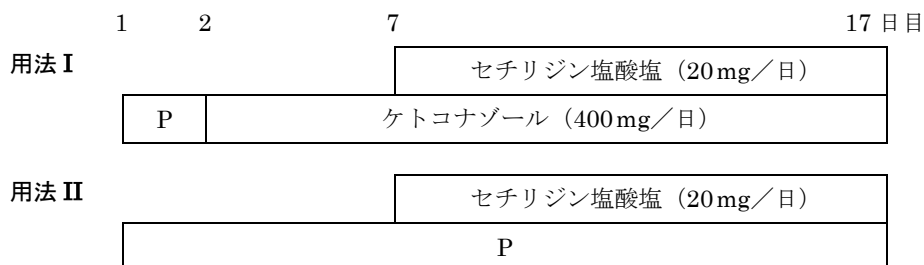 1 2 7 17 日目
用法 I
セチリジン塩酸塩（20 mg／日）
P ケトコナゾール（400 mg／日）
用法 II
セチリジン塩酸塩（20 mg／日）
P